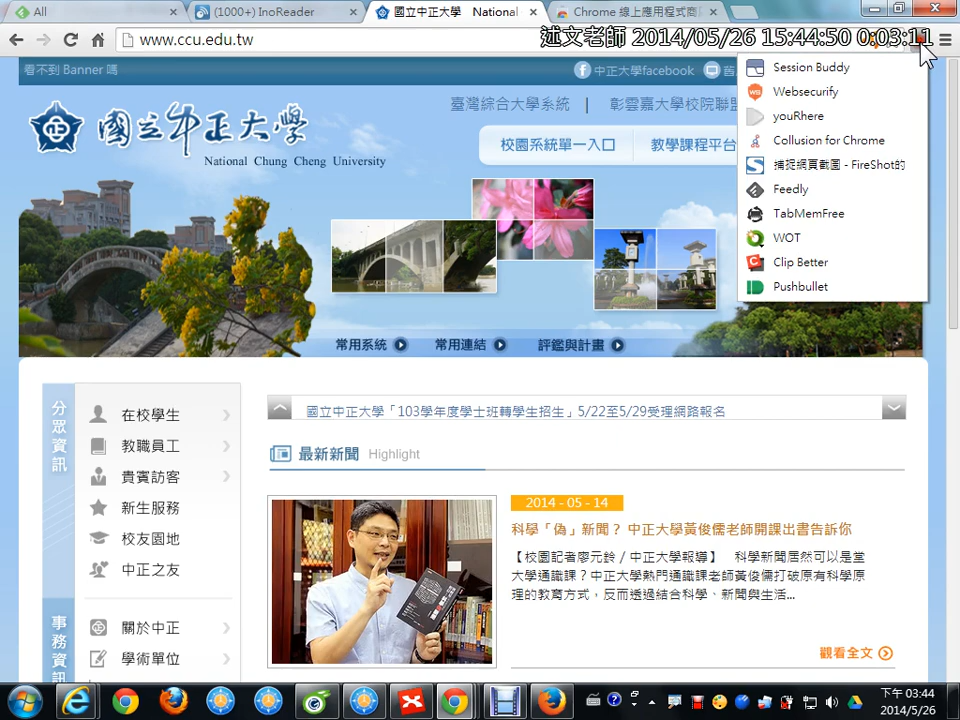 All
(1000+) InoReader
國立中正大學 National
Chrome 線上應用程式商店
www.ccu.edu.tw
述文老師 2014/05/26 15:44:50 0:03:11
看不到 Banner 嗎
中正大學facebook
舊
臺灣綜合大學系統 | 彰雲嘉大學校院聯盟
國立中正大學
National Chung Cheng University
校園系統單一入口
教學課程平台
Session Buddy
Websecurify
youRhere
Collusion for Chrome
捕捉網頁截圖 - FireShot的
Feedly
TabMemFree
WOT
Clip Better
Pushbullet
常用系統
常用連結
評鑑與計畫
分眾資訊
在校學生
教職員工
貴賓訪客
新生服務
校友園地
中正之友
事務資訊
關於中正
學術單位
國立中正大學「103學年度學士班轉學生招生」5/22至5/29受理網路報名
最新新聞 Highlight
2014 - 05 - 14
科學「偽」新聞？ 中正大學黃俊儒老師開課出書告訴你
【校園記者廖元鈴 / 中正大學報導】 科學新聞居然可以是堂
大學通識課？中正大學熱門通識課老師黃俊儒打破原有科學原
理的教育方式，反而透過結合科學、新聞與生活...
觀看全文
下午 03:44
2014/5/26